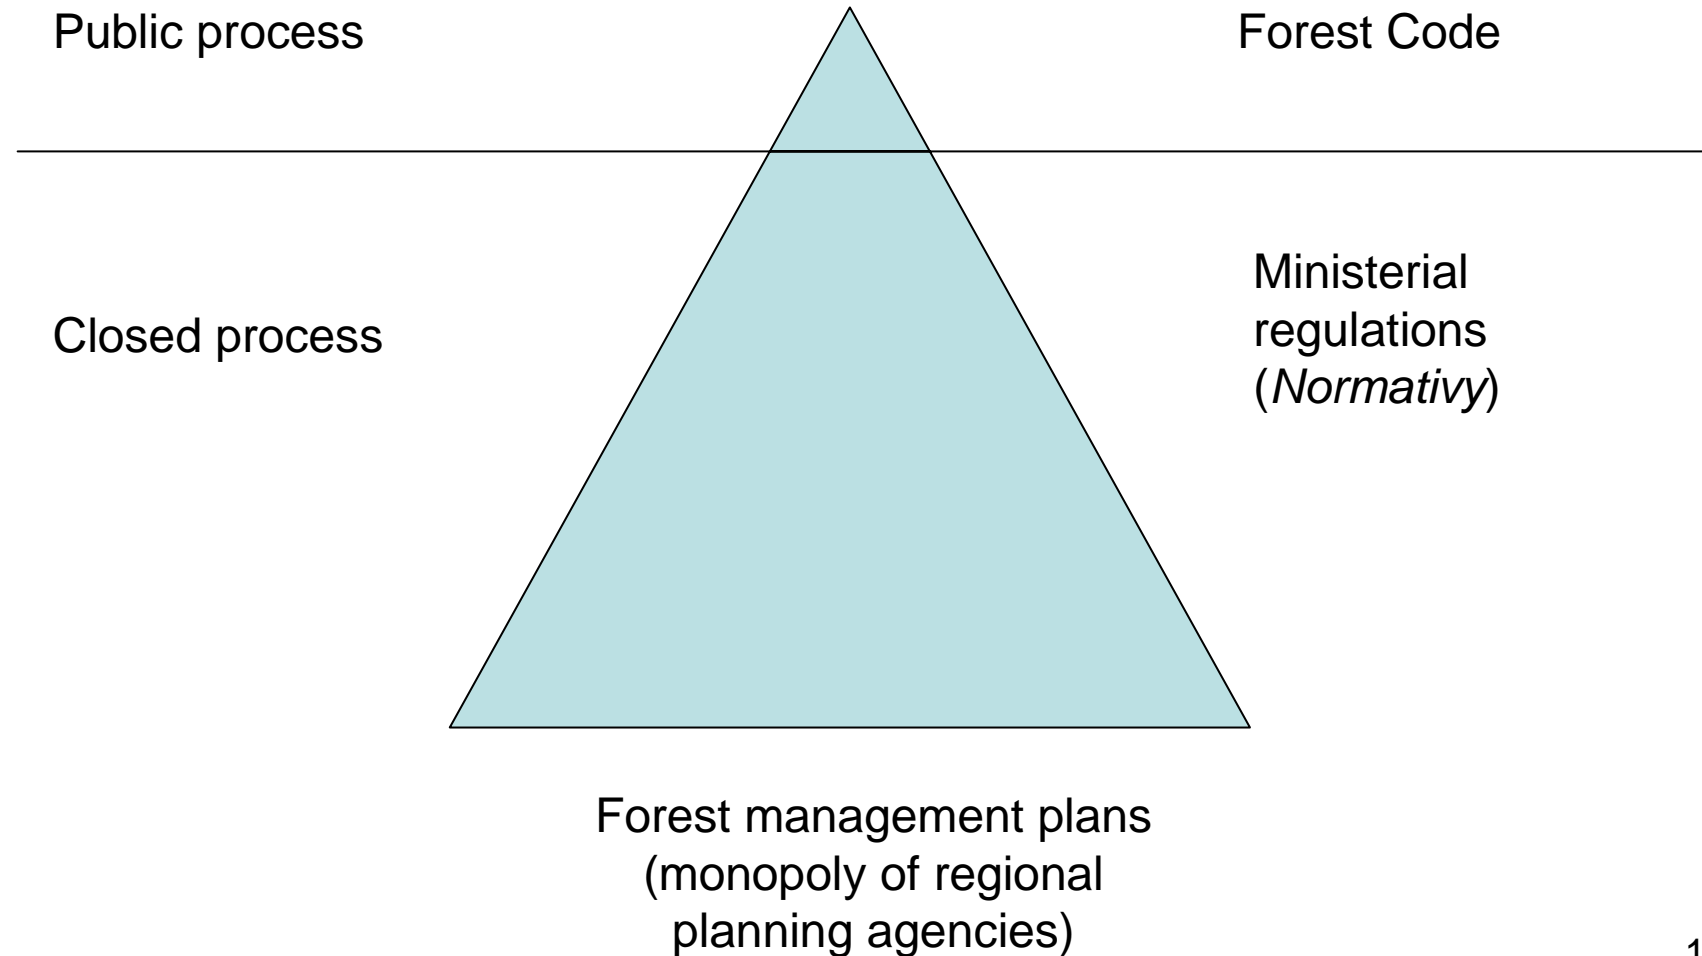 Public process
Forest Code
Closed process
Ministerial
regulations
(Normativy)
Forest management plans
(monopoly of regional
planning agencies)
1